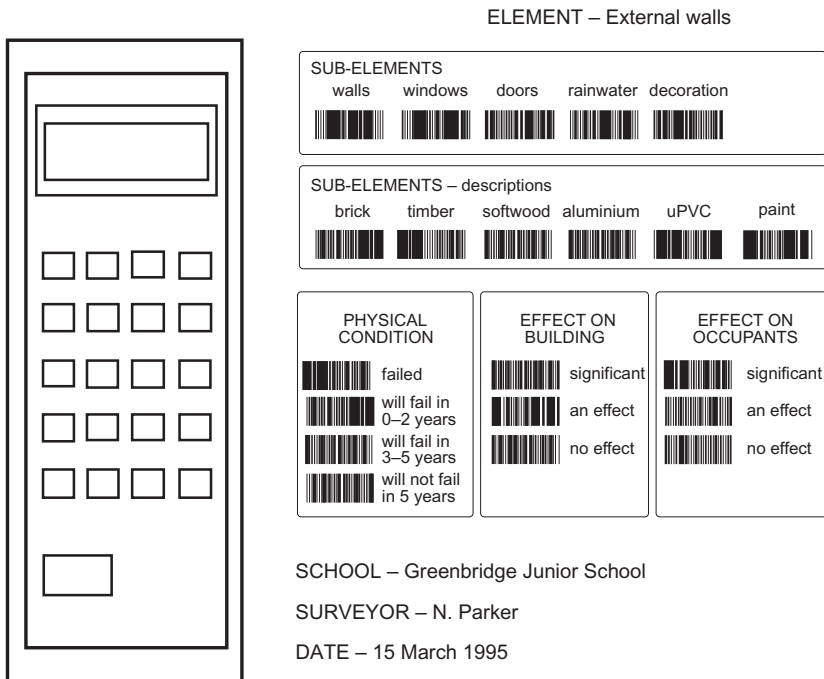 ELEMENT – External walls
SUB-ELEMENTS
walls windows doors rainwater decoration
SUB-ELEMENTS – descriptions
brick timber softwood aluminium uPVC paint
PHYSICAL
CONDITION
failed
will fail in
0–2 years
will fail in
3–5 years
will not fail
in 5 years
EFFECT ON
BUILDING
significant
an effect
no effect
EFFECT ON
OCCUPANTS
significant
an effect
no effect
SCHOOL – Greenbridge Junior School
SURVEYOR – N. Parker
DATE – 15 March 1995